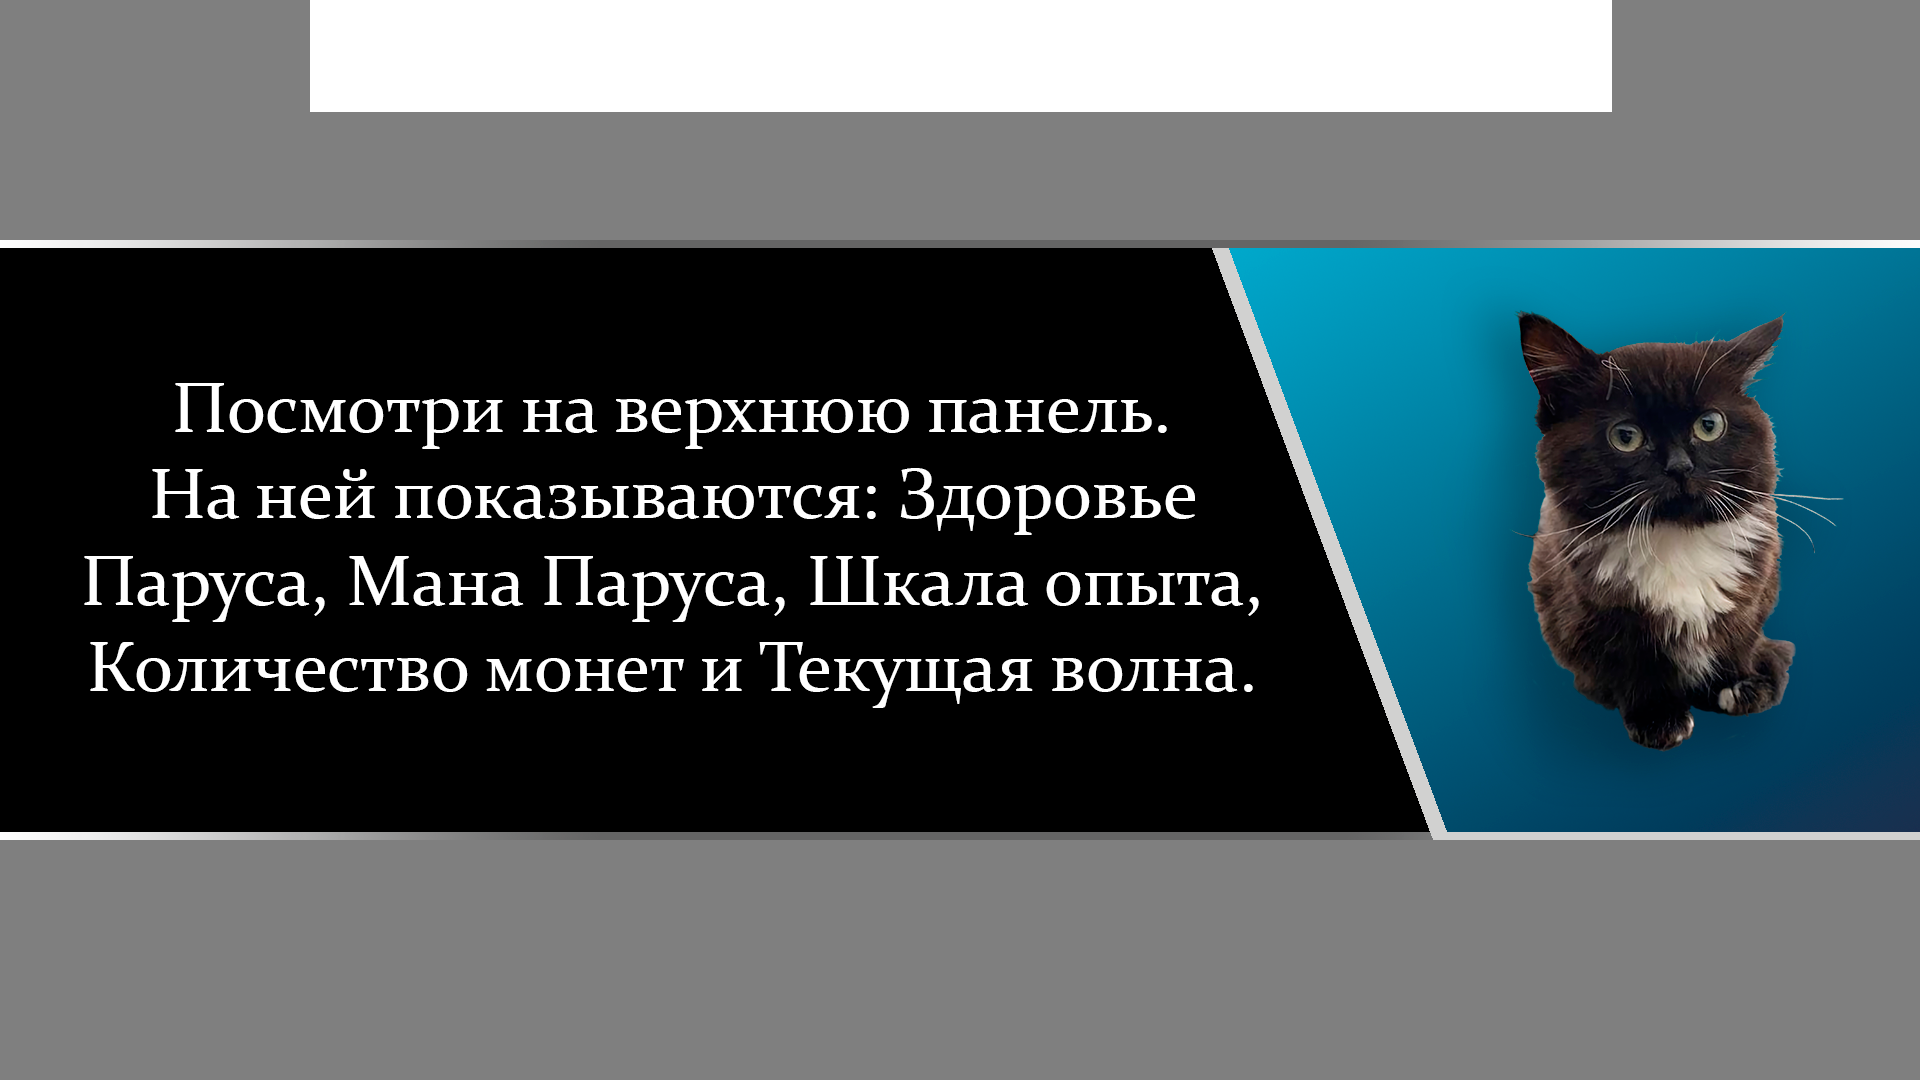 Посмотри на верхнюю панель.
На ней показываются: Здоровье
Паруса, Мана Паруса, Шкала опыта,
Количество монет и Текущая волна.